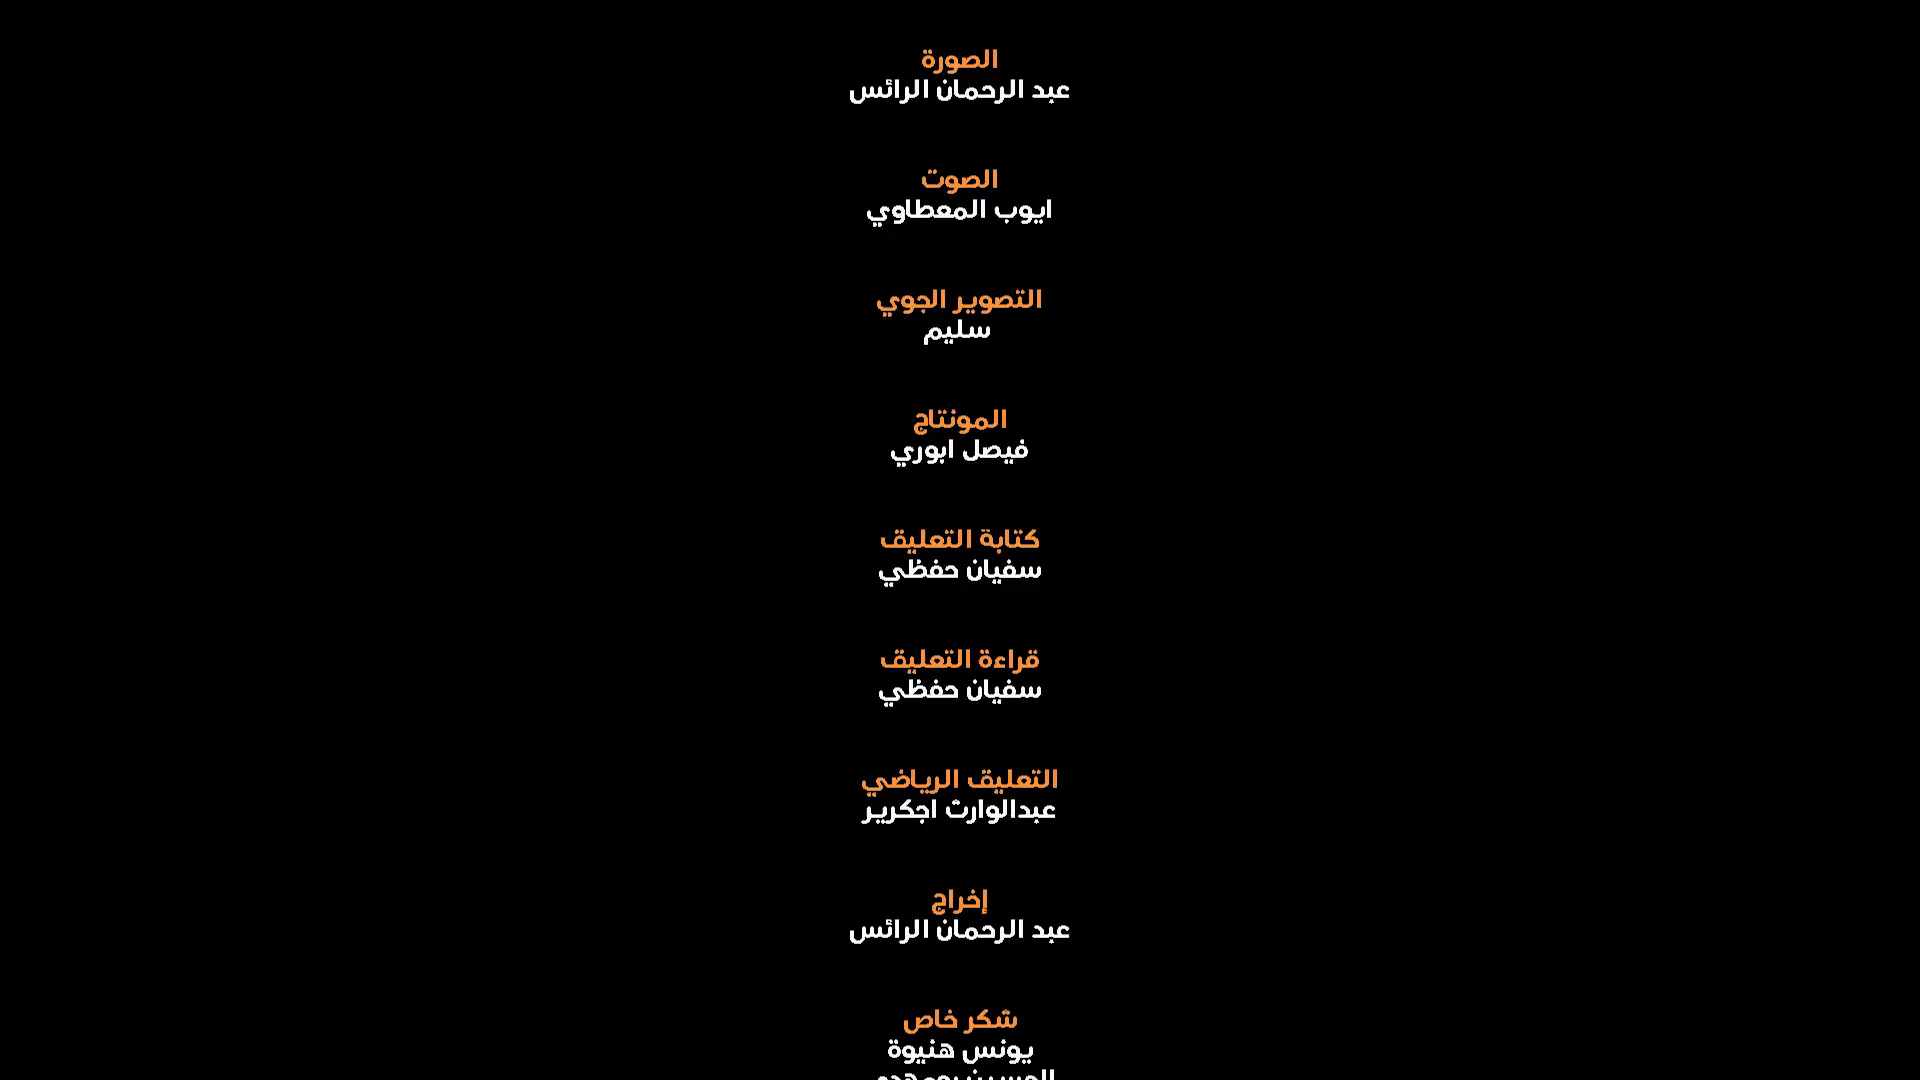 الصورة
عبد الرحمان الرائس
الصوت
ايوب المعطاوي
التصوير الجوي
سليم
المونتاج
فيصل ابوري
كتابة التعليق
سفيان حفظي
قراءة التعليق
سفيان حفظي
التعليق الرياضي
عبدالوارث اجكرير
إخراج
عبد الرحمان الرائس
شكر خاص
يونس هنيوة